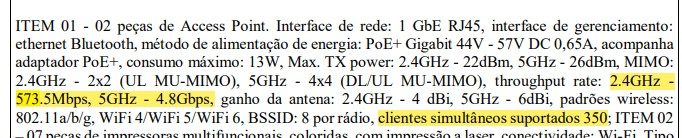 ITEM 01 - 02 peças de Access Point. Interface de rede: 1 GbE RJ45, interface de gerenciamento:
ethernet Bluetooth, método de alimentação de energia: PoE+ Gigabit 44V - 57V DC 0,65A, acompanha
adaptador PoE+, consumo máximo: 13W, Max. TX power: 2.4GHz - 22dBm, 5GHz - 26dBm, MIMO:
2.4GHz - 2x2 (UL MU-MIMO), 5GHz - 4x4 (DL/UL MU-MIMO), throughput rate: 2.4GHz -
573.5Mbps, 5GHz - 4.8Gbps, ganho da antena: 2.4GHz - 4 dBi, 5GHz - 6dBi, padrões wireless:
802.11a/b/g, WiFi 4/WiFi 5/WiFi 6, BSSID: 8 por rádio, clientes simultâneos suportados 350; ITEM 02
- 07 peças de impressoras multifuncionais, coloridas, com impressão a laser, conectividade: Wi-Fi, Tipo